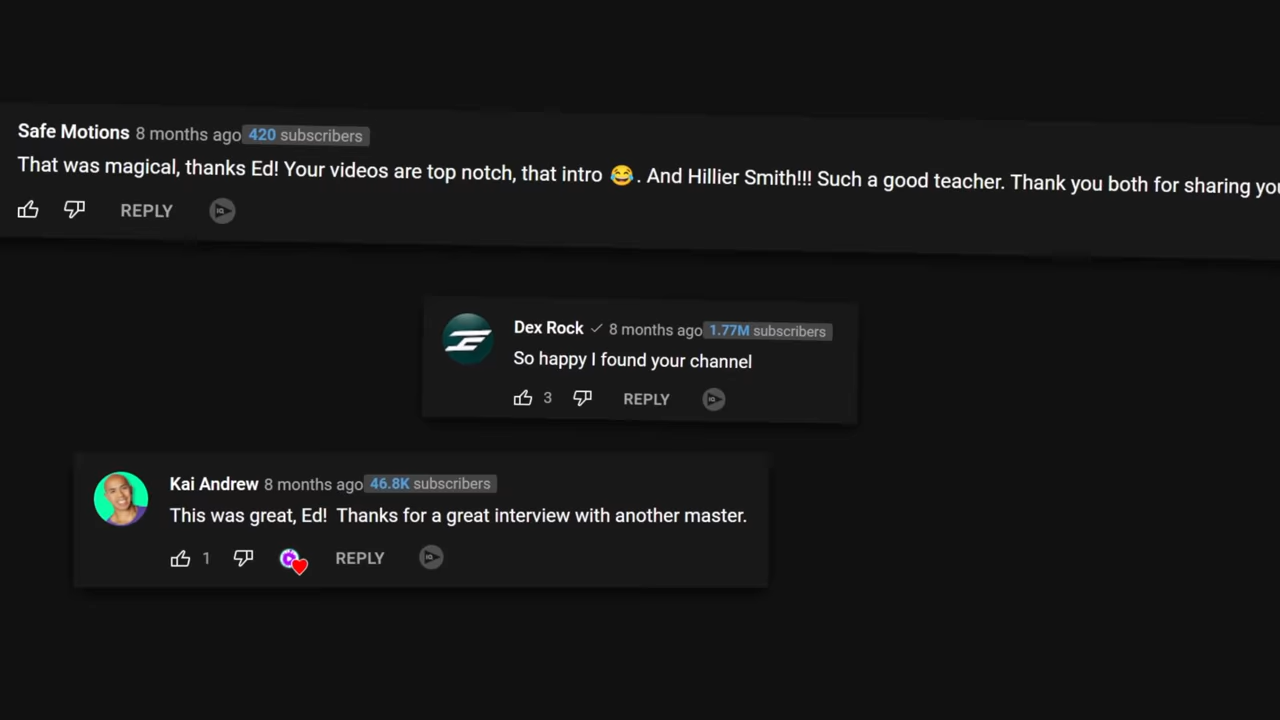 Safe Motions 8 months ago 420 subscribers
That was magical, thanks Ed! Your videos are top notch, that intro 😂. And Hillier Smith!!! Such a good teacher. Thank you both for sharing
REPLY
Dex Rock 8 months ago 1.77M subscribers
So happy I found your channel
3 REPLY
Kai Andrew 8 months ago 46.8K subscribers
This was great, Ed! Thanks for a great interview with another master.
1 REPLY